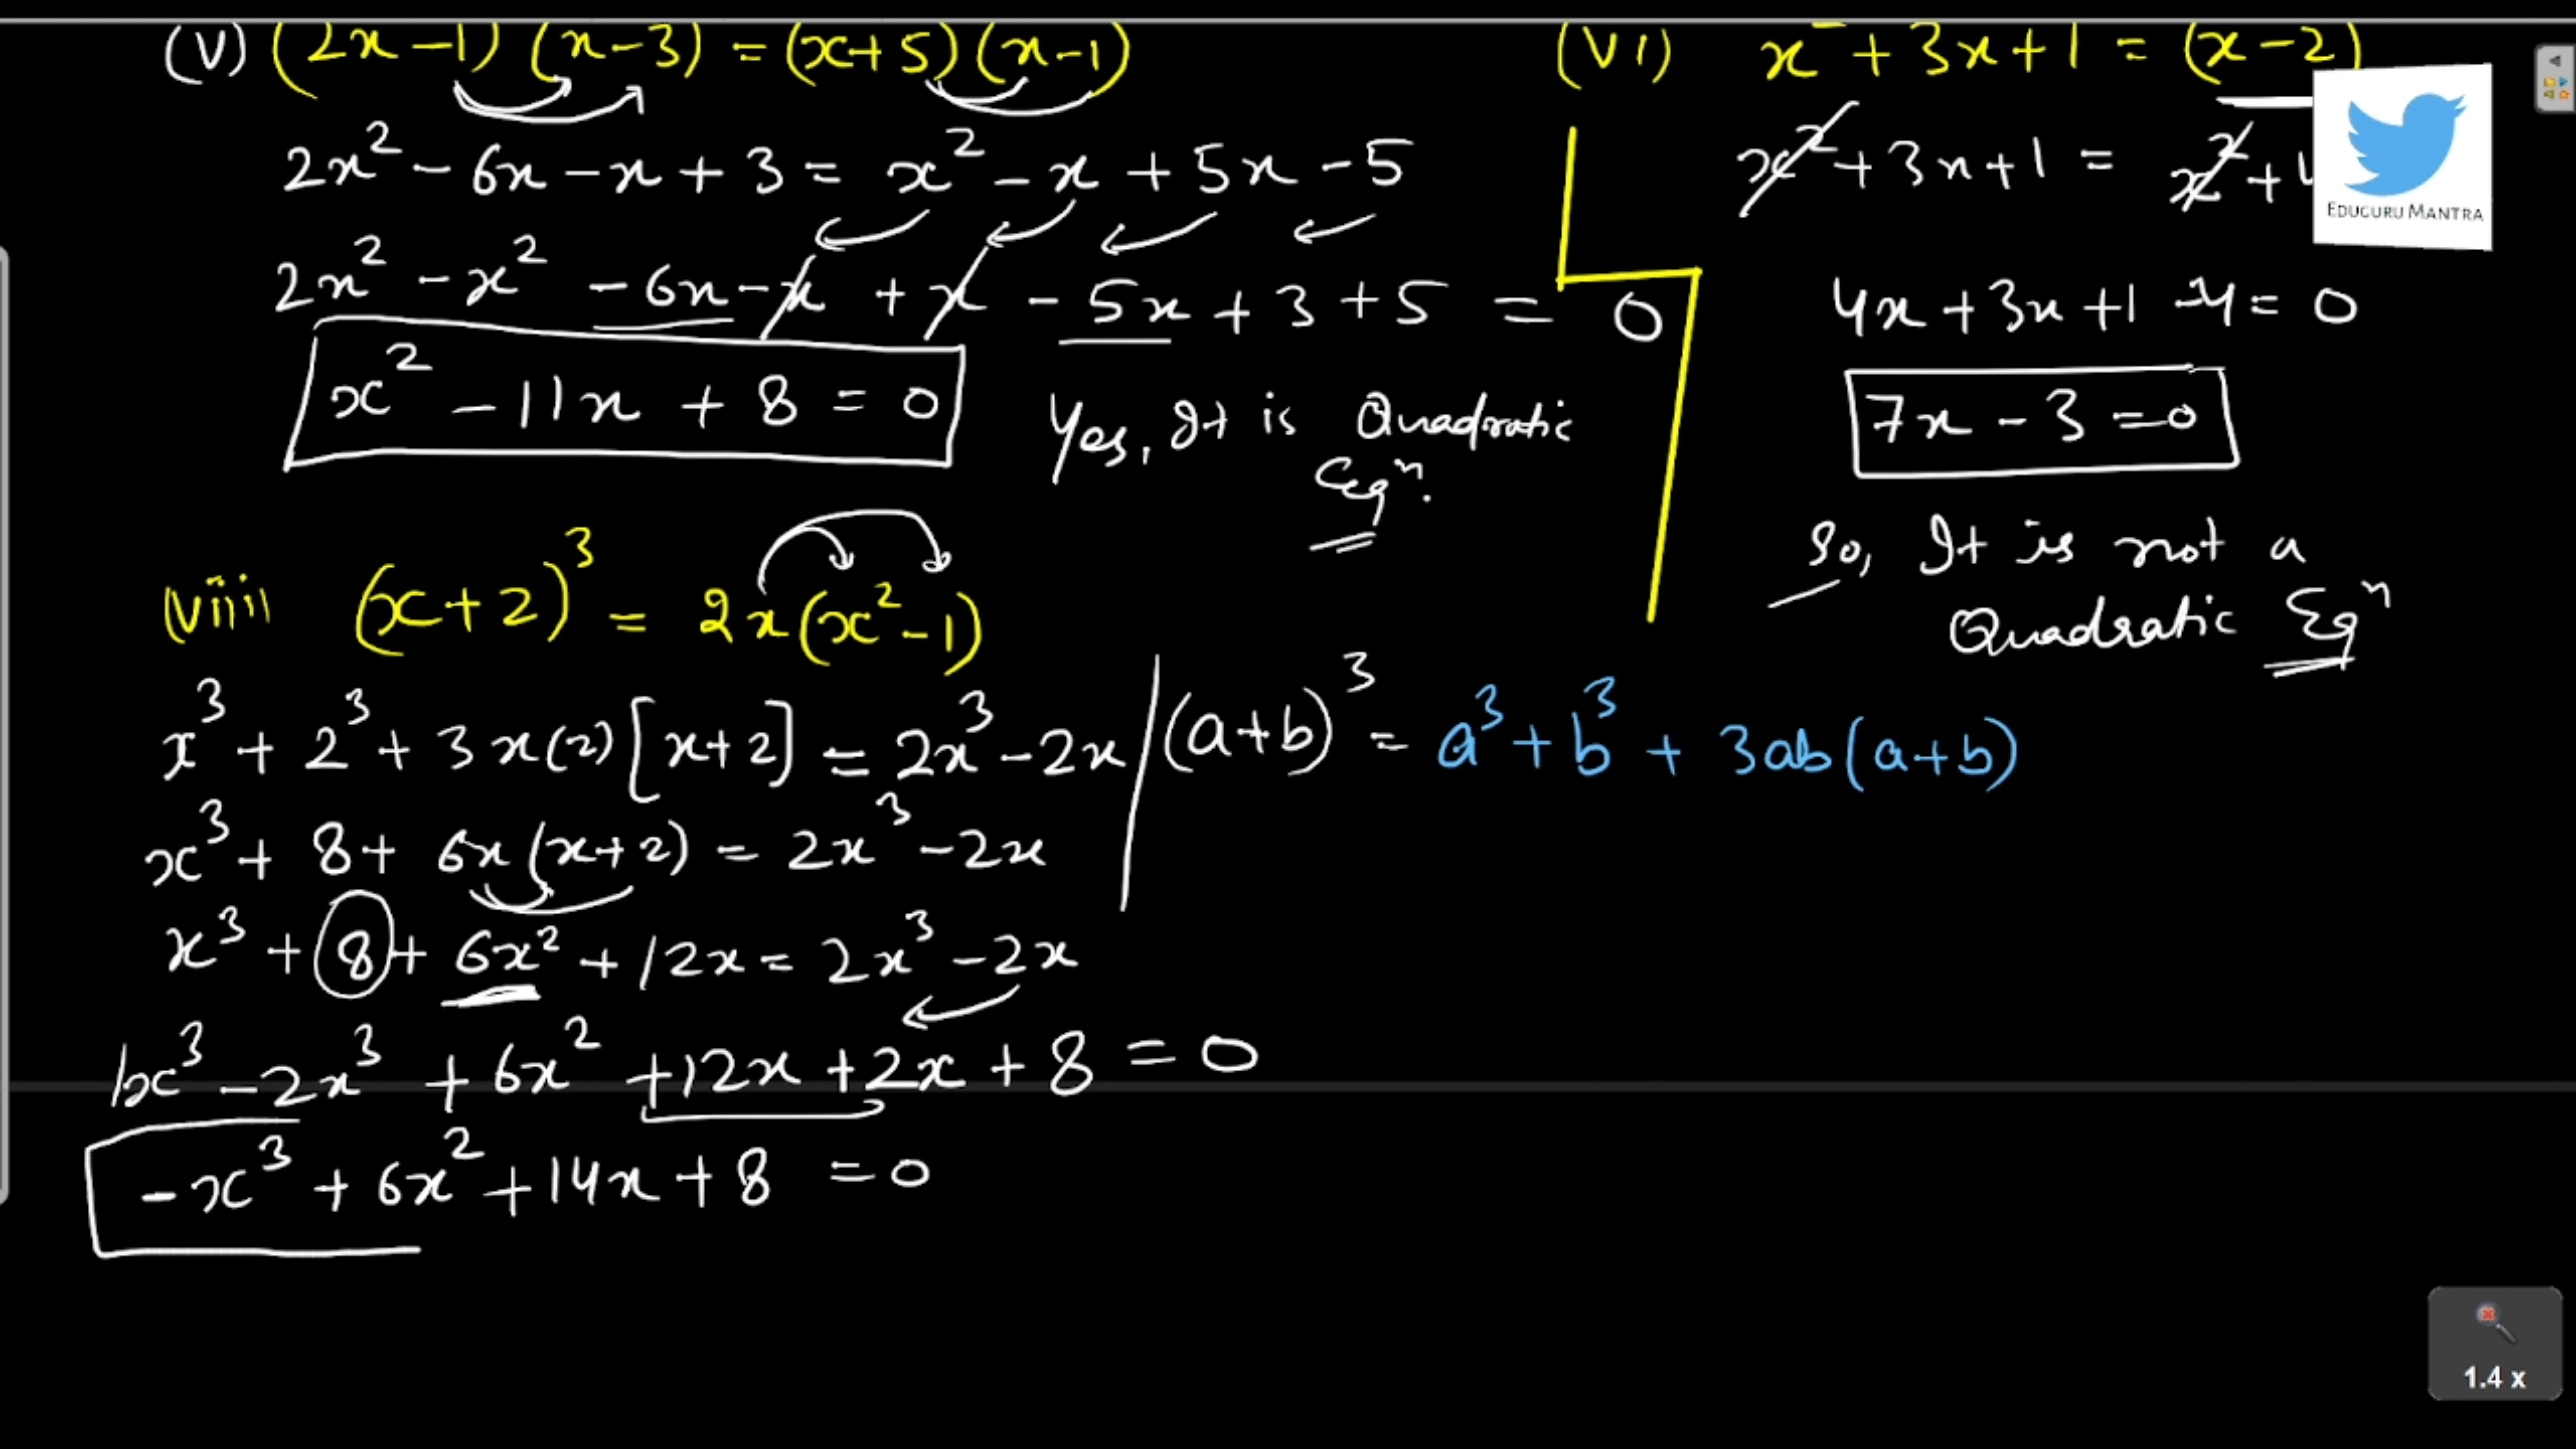 (V) (2x-1) (x-3) = (x+5) (x-1)
2x² - 6x - x + 3 = x² - x + 5x - 5
2x² - x² - 6x - x + x - 5x + 3 + 5 = 0
x² - 11x + 8 = 0
Yes, It is Quadratic
Eqⁿ.
(VI) x² + 3x + 1 = (x-2)
x² + 3x + 1 = x² + 4
EDUGURU MANTRA
4x + 3x + 1 - 4 = 0
7x - 3 = 0
So, It is not a
Quadratic Eqⁿ
(viii) (x+2)³ = 2x(x²-1)
x³ + 2³ + 3x(2)[x+2] = 2x³ - 2x
(a+b)³ = a³ + b³ + 3ab(a+b)
x³ + 8 + 6x(x+2) = 2x³ - 2x
x³ + 8 + 6x² + 12x = 2x³ - 2x
1x³ - 2x³ + 6x² + 12x + 2x + 8 = 0
-x³ + 6x² + 14x + 8 = 0
1.4 x